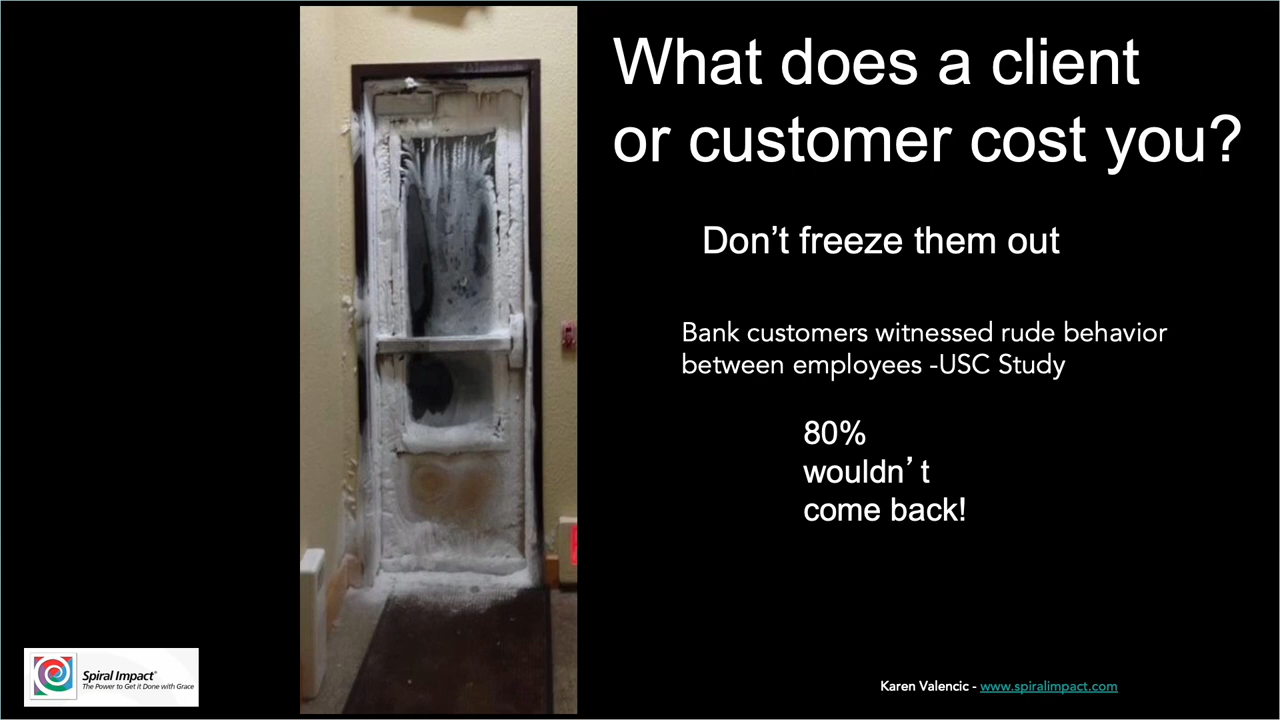 What does a client
or customer cost you?
Don’t freeze them out
Bank customers witnessed rude behavior
between employees -USC Study
80%
wouldn’ t
come back!
Spiral Impact®
The Power to Get it Done with Grace
Karen Valencic - www.spiralimpact.com